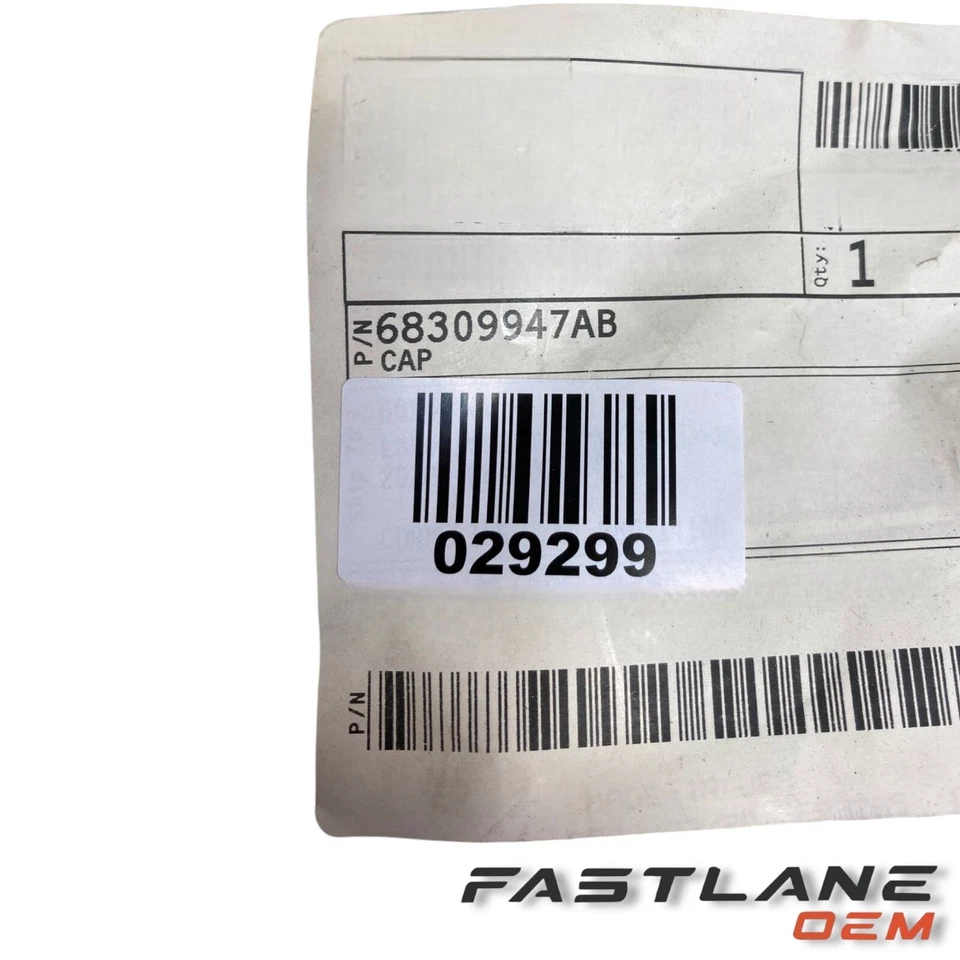 Qty: 1
P/N 68309947AB
CAP
029299
P/N
FASTLANE
OEM